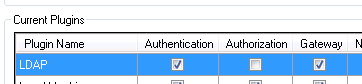 Current Plugins
Plugin Name Authentication Authorization Gateway N
LDAP